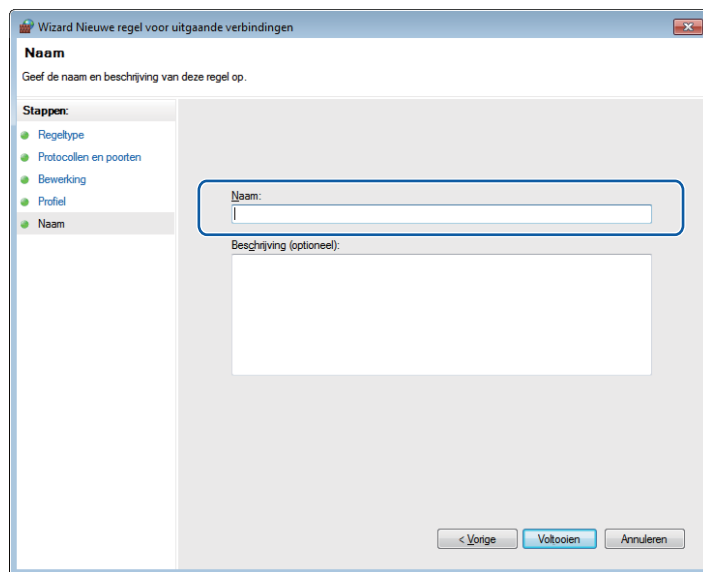 Wizard Nieuwe regel voor uitgaande verbindingen
Naam
Geef de naam en beschrijving van deze regel op.
Stappen:
Regeltype
Protocollen en poorten
Bewerking
Profiel
Naam
Naam:
Beschrijving (optioneel):
< Vorige
Voltooien
Annuleren